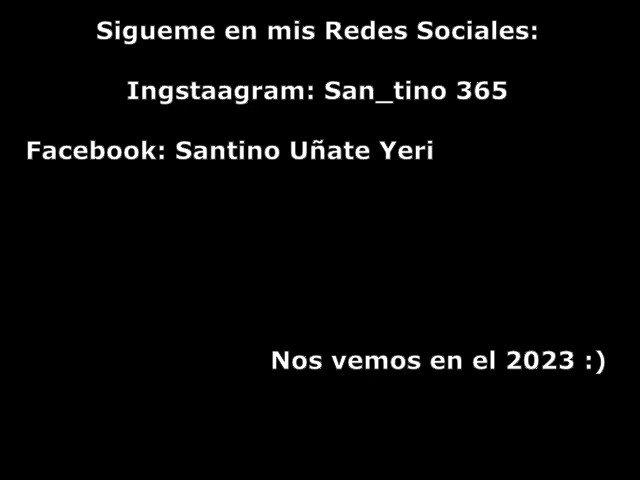 Sigueme en mis Redes Sociales:
Ingstaagram: San_tino 365
Facebook: Santino Uñate Yeri
Nos vemos en el 2023 :)